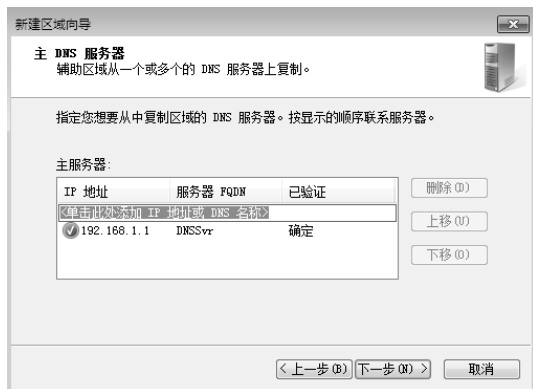 新建区域向导
主 DNS 服务器
辅助区域从一个或多个的 DNS 服务器上复制。
指定您想要从中复制区域的 DNS 服务器。按显示的顺序联系服务器。
主服务器:
IP 地址 服务器 FQDN 已验证
<单击此处添加 IP 地址或 DNS 名称>
192.168.1.1 DNSSvr 确定
删除(D)
上移(U)
下移(O)
<上一步(B) 下一步(N)> 取消